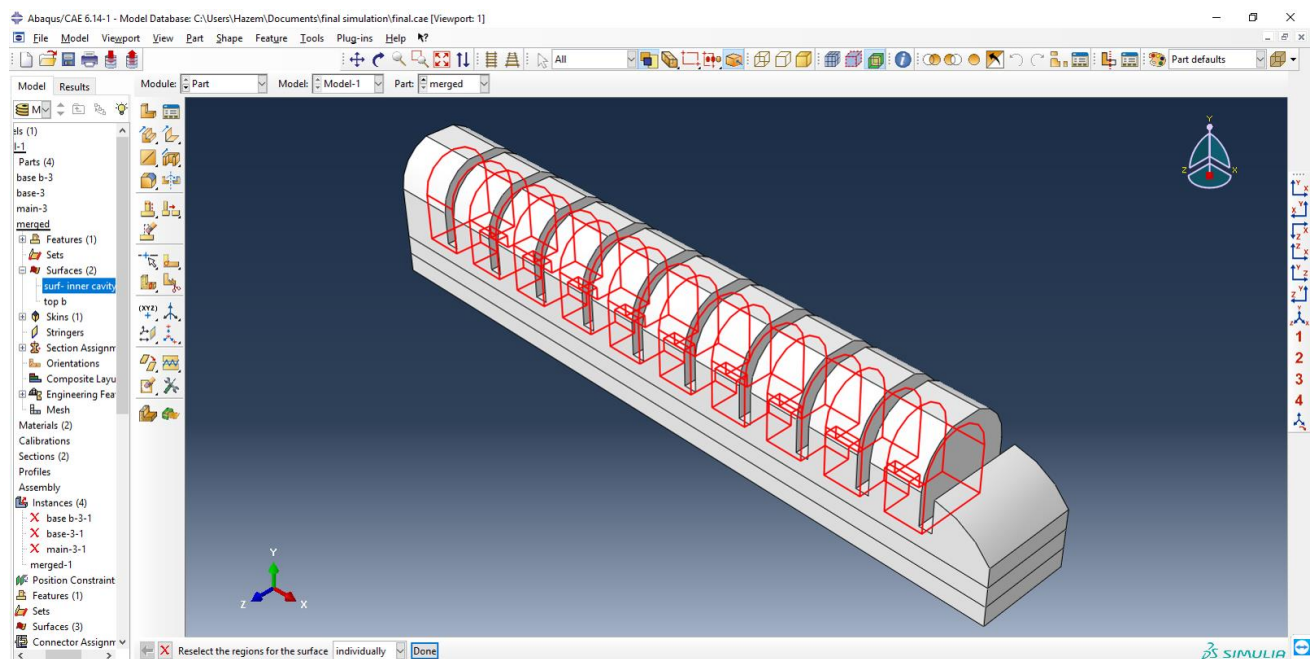 Abaqus/CAE 6.14-1 - Model Database: C:\Users\Hazem\Documents\final simulation\final.cae [Viewport: 1]
File Model Viewport View Part Shape Feature Tools Plug-ins Help
All
Part defaults
Model Results
Module: Part Model: Model-1 Part: merged
M
els (1)
l-1
Parts (4)
base b-3
base-3
main-3
merged
Features (1)
Sets
Surfaces (2)
surf- inner cavity
top b
Skins (1)
Stringers
Section Assignm
Orientations
Composite Layu
Engineering Fea
Mesh
Materials (2)
Calibrations
Sections (2)
Profiles
Assembly
Instances (4)
base b-3-1
base-3-1
main-3-1
merged-1
Position Constraint
Features (1)
Sets
Surfaces (3)
Connector Assignm
(XYZ)
Y
Z
X
Y
Z
X
1
2
3
4
Reselect the regions for the surface individually Done
SIMULIA